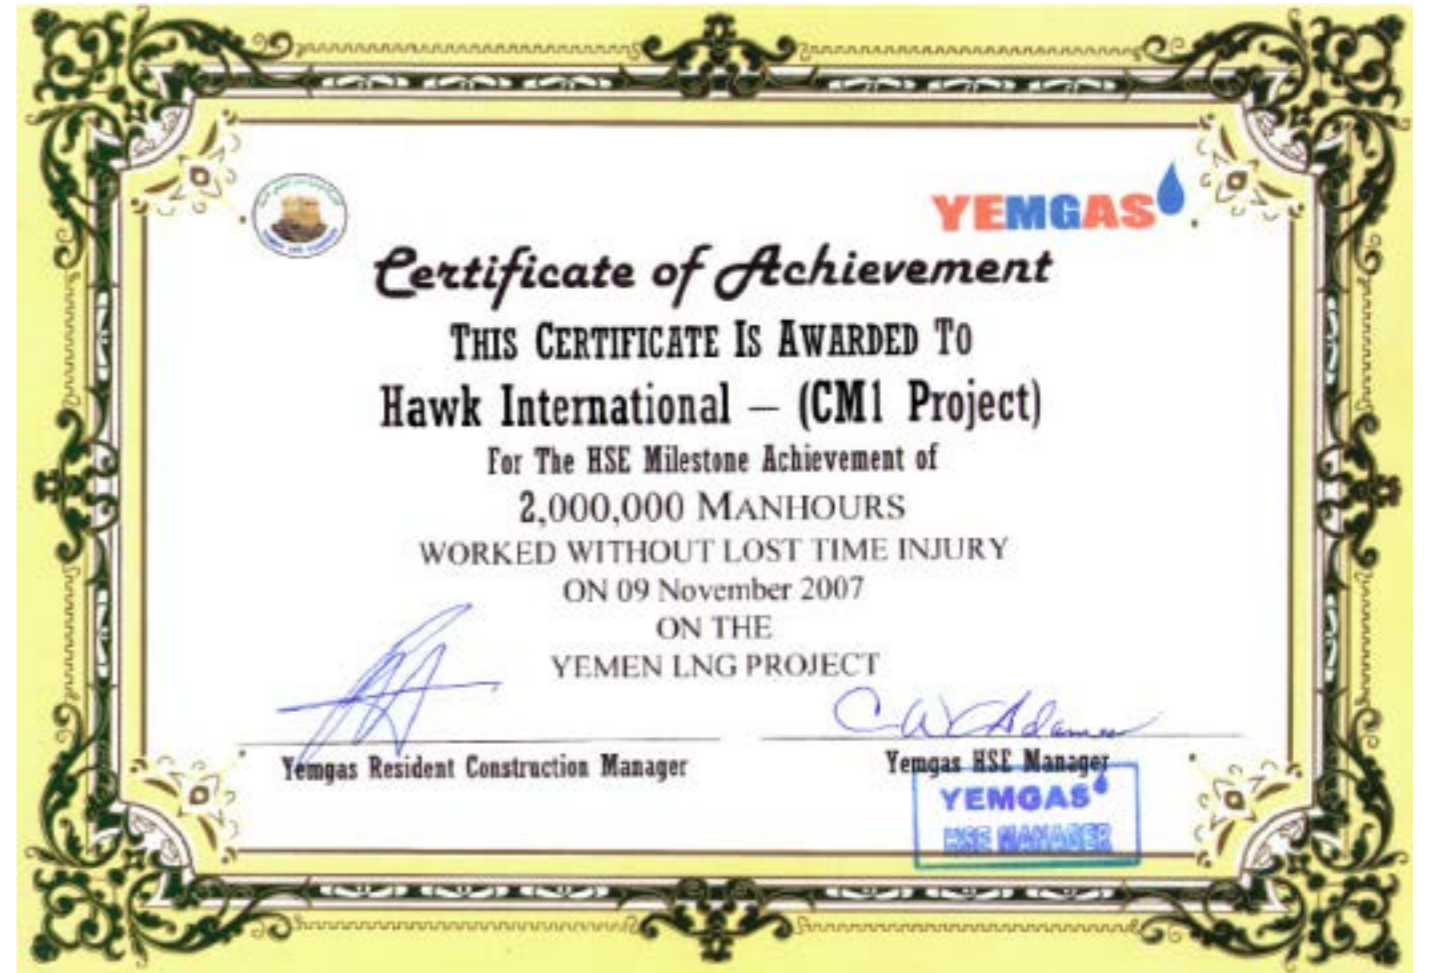 YEMGAS
Certificate of Achievement
THIS CERTIFICATE IS AWARDED TO
Hawk International – (CM1 Project)
For The HSE Milestone Achievement of
2,000,000 MANHOURS
WORKED WITHOUT LOST TIME INJURY
ON 09 November 2007
ON THE
YEMEN LNG PROJECT
C W Adams
Yemgas Resident Construction Manager
Yemgas HSE Manager
YEMGAS
HSE MANAGER